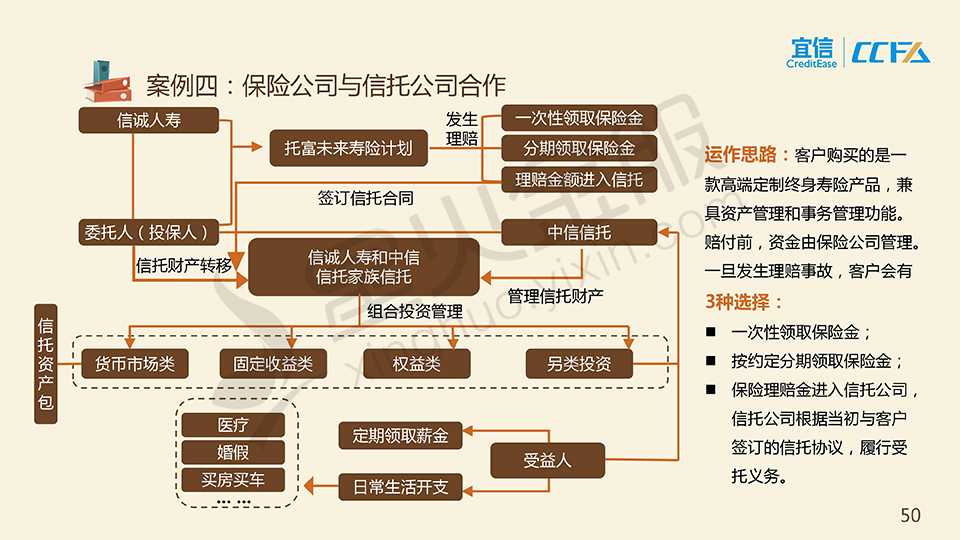 宜信
CreditEase
CCFA
案例四：保险公司与信托公司合作
信诚人寿
托富未来寿险计划
发生
理赔
一次性领取保险金
分期领取保险金
理赔金额进入信托
签订信托合同
委托人（投保人）
中信信托
信托财产转移
信诚人寿和中信
信托家族信托
管理信托财产
组合投资管理
信托资产包
货币市场类
固定收益类
权益类
另类投资
医疗
婚假
买房买车
... ...
定期领取薪金
日常生活开支
受益人
运作思路：客户购买的是一
款高端定制终身寿险产品，兼
具资产管理和事务管理功能。
赔付前，资金由保险公司管理。
一旦发生理赔事故，客户会有
3种选择：
■ 一次性领取保险金；
■ 按约定分期领取保险金；
■ 保险理赔金进入信托公司，
信托公司根据当初与客户
签订的信托协议，履行受
托义务。
xinghuoyixin.com
50